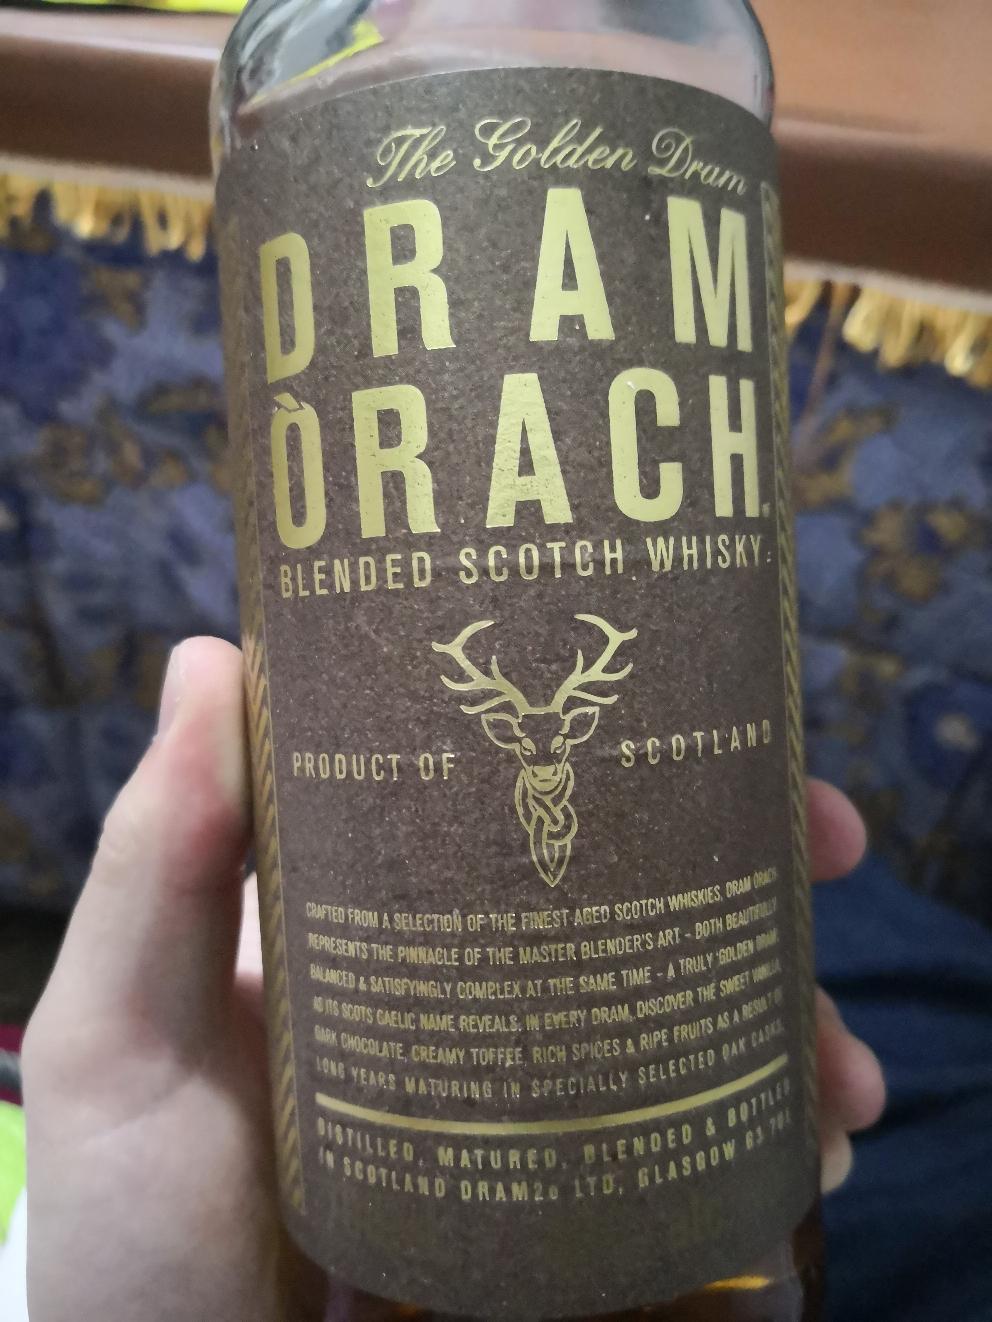 The Golden Dram
DRAM
ÒRACH
BLENDED SCOTCH WHISKY
PRODUCT OF SCOTLAND
CRAFTED FROM A SELECTION OF THE FINEST AGED SCOTCH WHISKIES, DRAM ÒRACH
REPRESENTS THE PINNACLE OF THE MASTER BLENDER'S ART - BOTH BEAUTIFULLY
BALANCED & SATISFYINGLY COMPLEX AT THE SAME TIME - A TRULY 'GOLDEN DRAM'
AS ITS SCOTS GAELIC NAME REVEALS. IN EVERY DRAM, DISCOVER THE SWEET VANILLA,
DARK CHOCOLATE, CREAMY TOFFEE, RICH SPICES & RIPE FRUITS AS A RESULT OF
LONG YEARS MATURING IN SPECIALLY SELECTED OAK CASKS.
DISTILLED, MATURED, BLENDED & BOTTLED
IN SCOTLAND DRAM2o LTD, GLASGOW G3